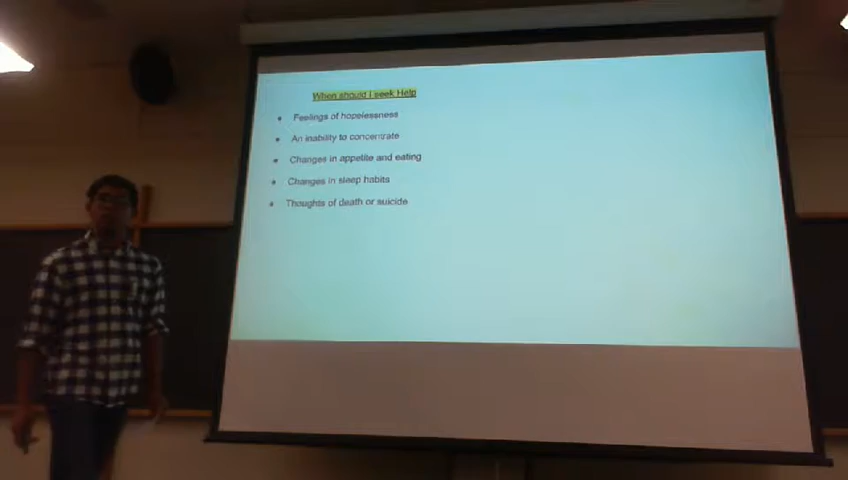 When should I seek Help
Feelings of hopelessness
An inability to concentrate
Changes in appetite and eating
Changes in sleep habits
Thoughts of death or suicide